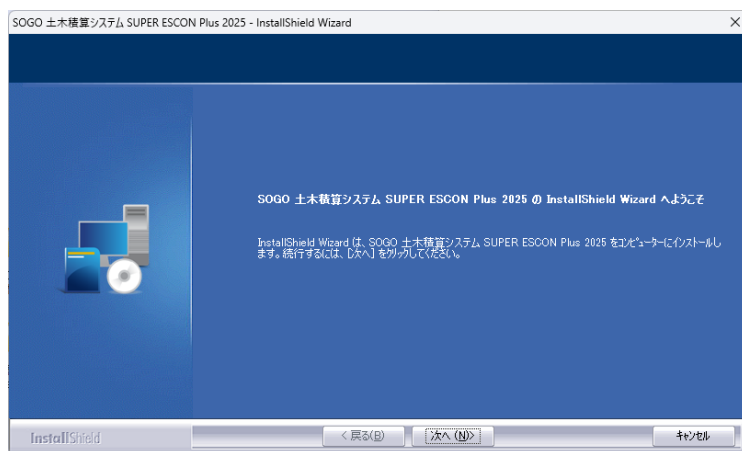 SOGO 土木積算システム SUPER ESCON Plus 2025 - InstallShield Wizard
SOGO 土木積算システム SUPER ESCON Plus 2025 の InstallShield Wizard へようこそ
InstallShield Wizard は、SOGO 土木積算システム SUPER ESCON Plus 2025 をコンピューターにインストールし
ます。続行するには、[次へ] をクリックしてください。
InstallShield
< 戻る(B)
次へ (N)>
キャンセル